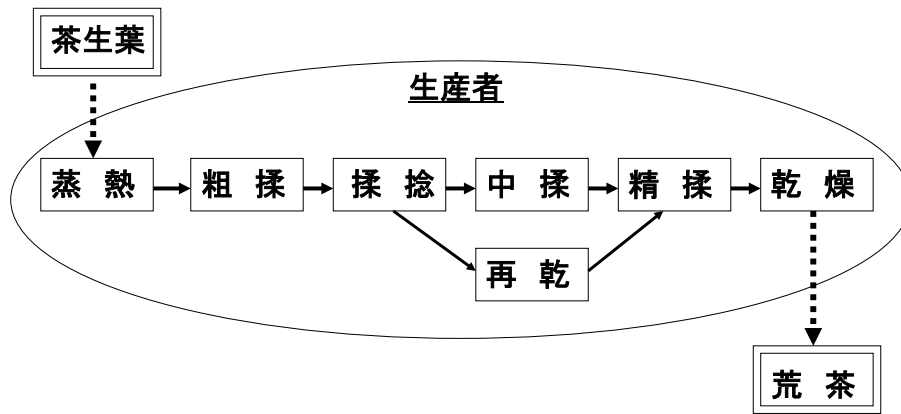 茶生葉
生産者
蒸 熱
粗 揉
揉 捻
中 揉
精 揉
乾 燥
再 乾
荒 茶